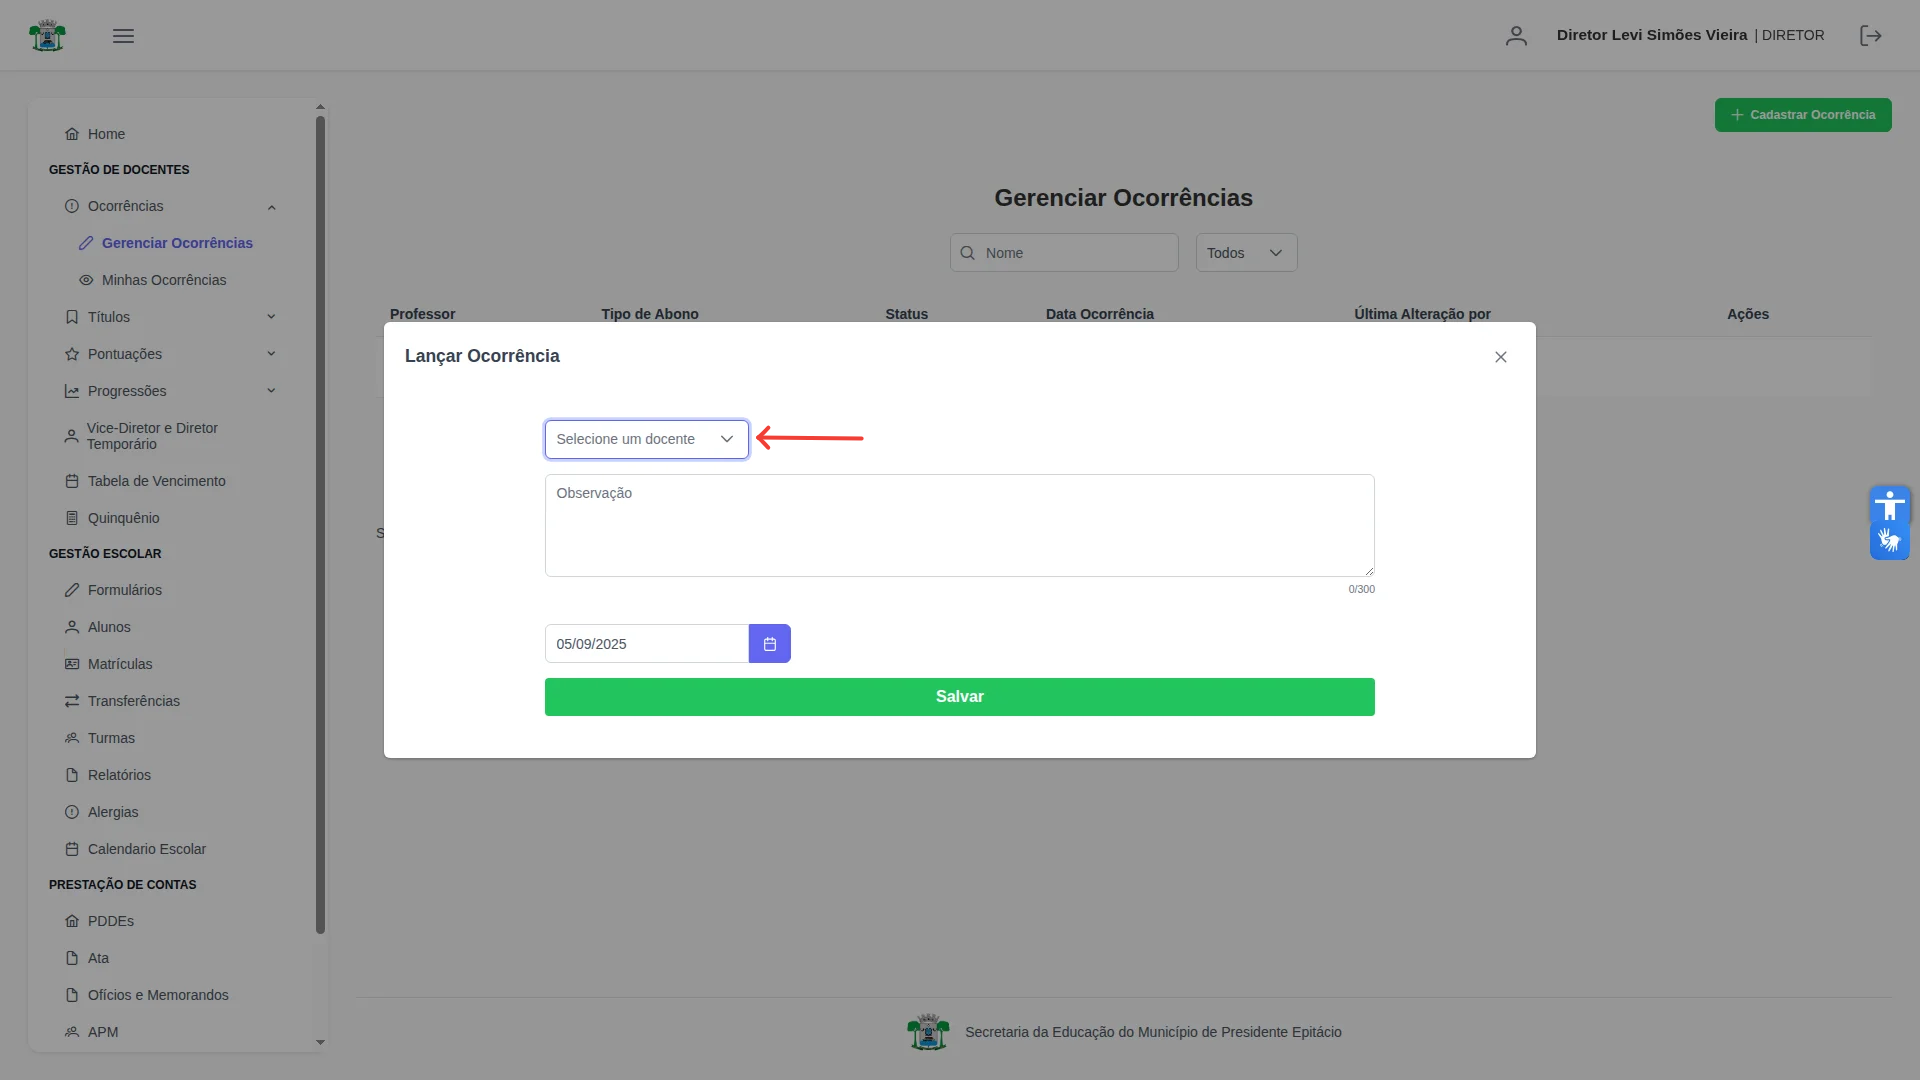 Diretor Levi Simões Vieira | DIRETOR
Home
GESTÃO DE DOCENTES
Ocorrências
Gerenciar Ocorrências
Minhas Ocorrências
Títulos
Pontuações
Progressões
Vice-Diretor e Diretor
Temporário
Tabela de Vencimento
Quinquênio
GESTÃO ESCOLAR
Formulários
Alunos
Matrículas
Transferências
Turmas
Relatórios
Alergias
Calendario Escolar
PRESTAÇÃO DE CONTAS
PDDEs
Ata
Ofícios e Memorandos
APM
Cadastrar Ocorrência
Gerenciar Ocorrências
Nome
Todos
Professor Tipo de Abono Status Data Ocorrência Última Alteração por Ações
S
Lançar Ocorrência
Selecione um docente
Observação
0/300
05/09/2025
Salvar
Secretaria da Educação do Município de Presidente Epitácio